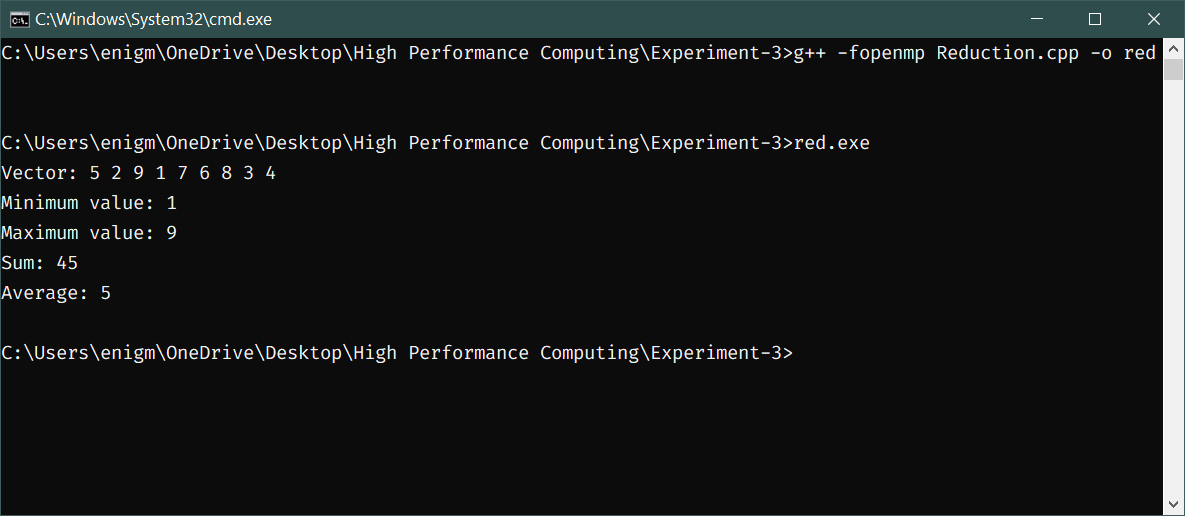 C:\Windows\System32\cmd.exe
C:\Users\enigm\OneDrive\Desktop\High Performance Computing\Experiment-3>g++ -fopenmp Reduction.cpp -o red
C:\Users\enigm\OneDrive\Desktop\High Performance Computing\Experiment-3>red.exe
Vector: 5 2 9 1 7 6 8 3 4
Minimum value: 1
Maximum value: 9
Sum: 45
Average: 5
C:\Users\enigm\OneDrive\Desktop\High Performance Computing\Experiment-3>